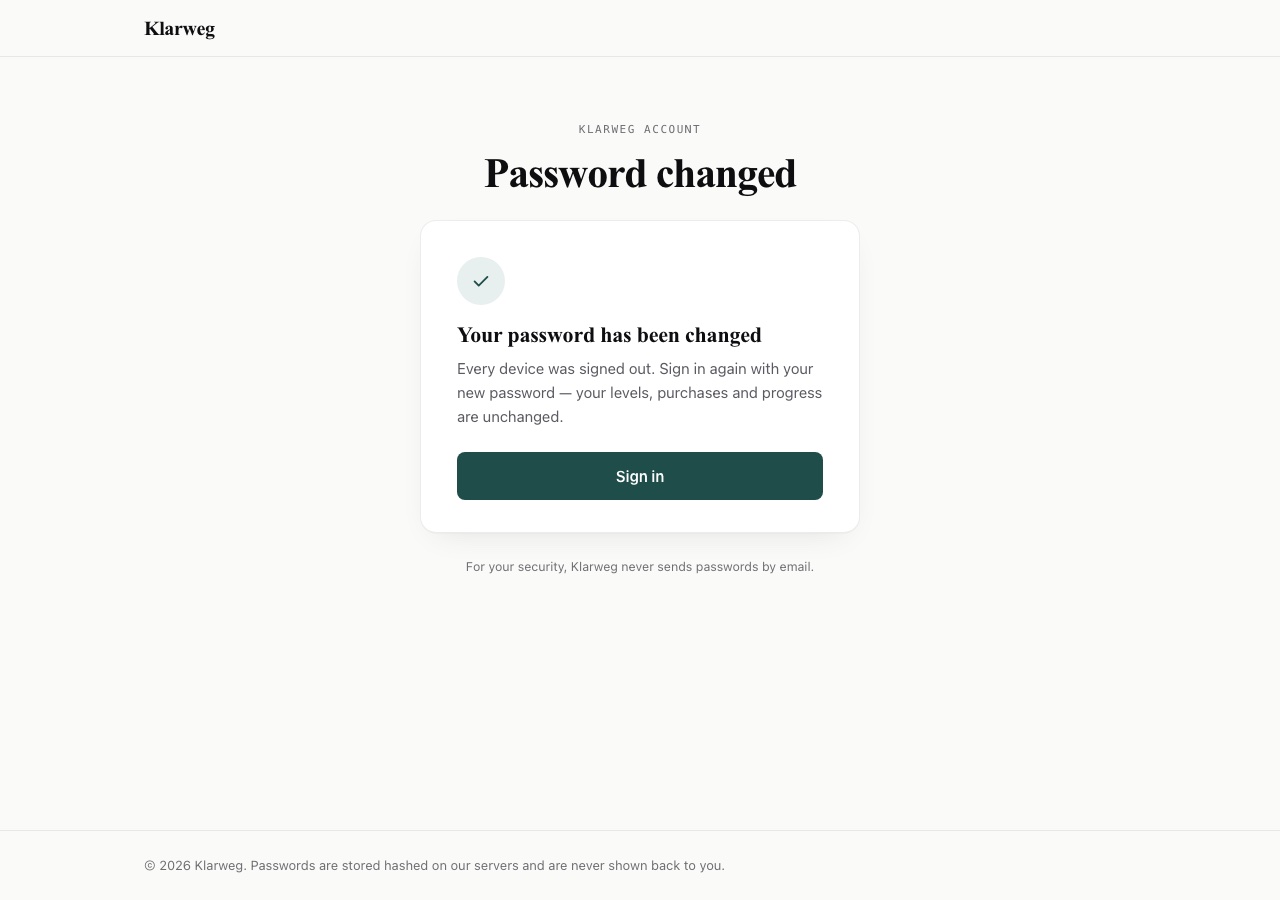 Klarweg
KLARWEG ACCOUNT
Password changed
Your password has been changed
Every device was signed out. Sign in again with your
new password — your levels, purchases and progress
are unchanged.
Sign in
For your security, Klarweg never sends passwords by email.
© 2026 Klarweg. Passwords are stored hashed on our servers and are never shown back to you.